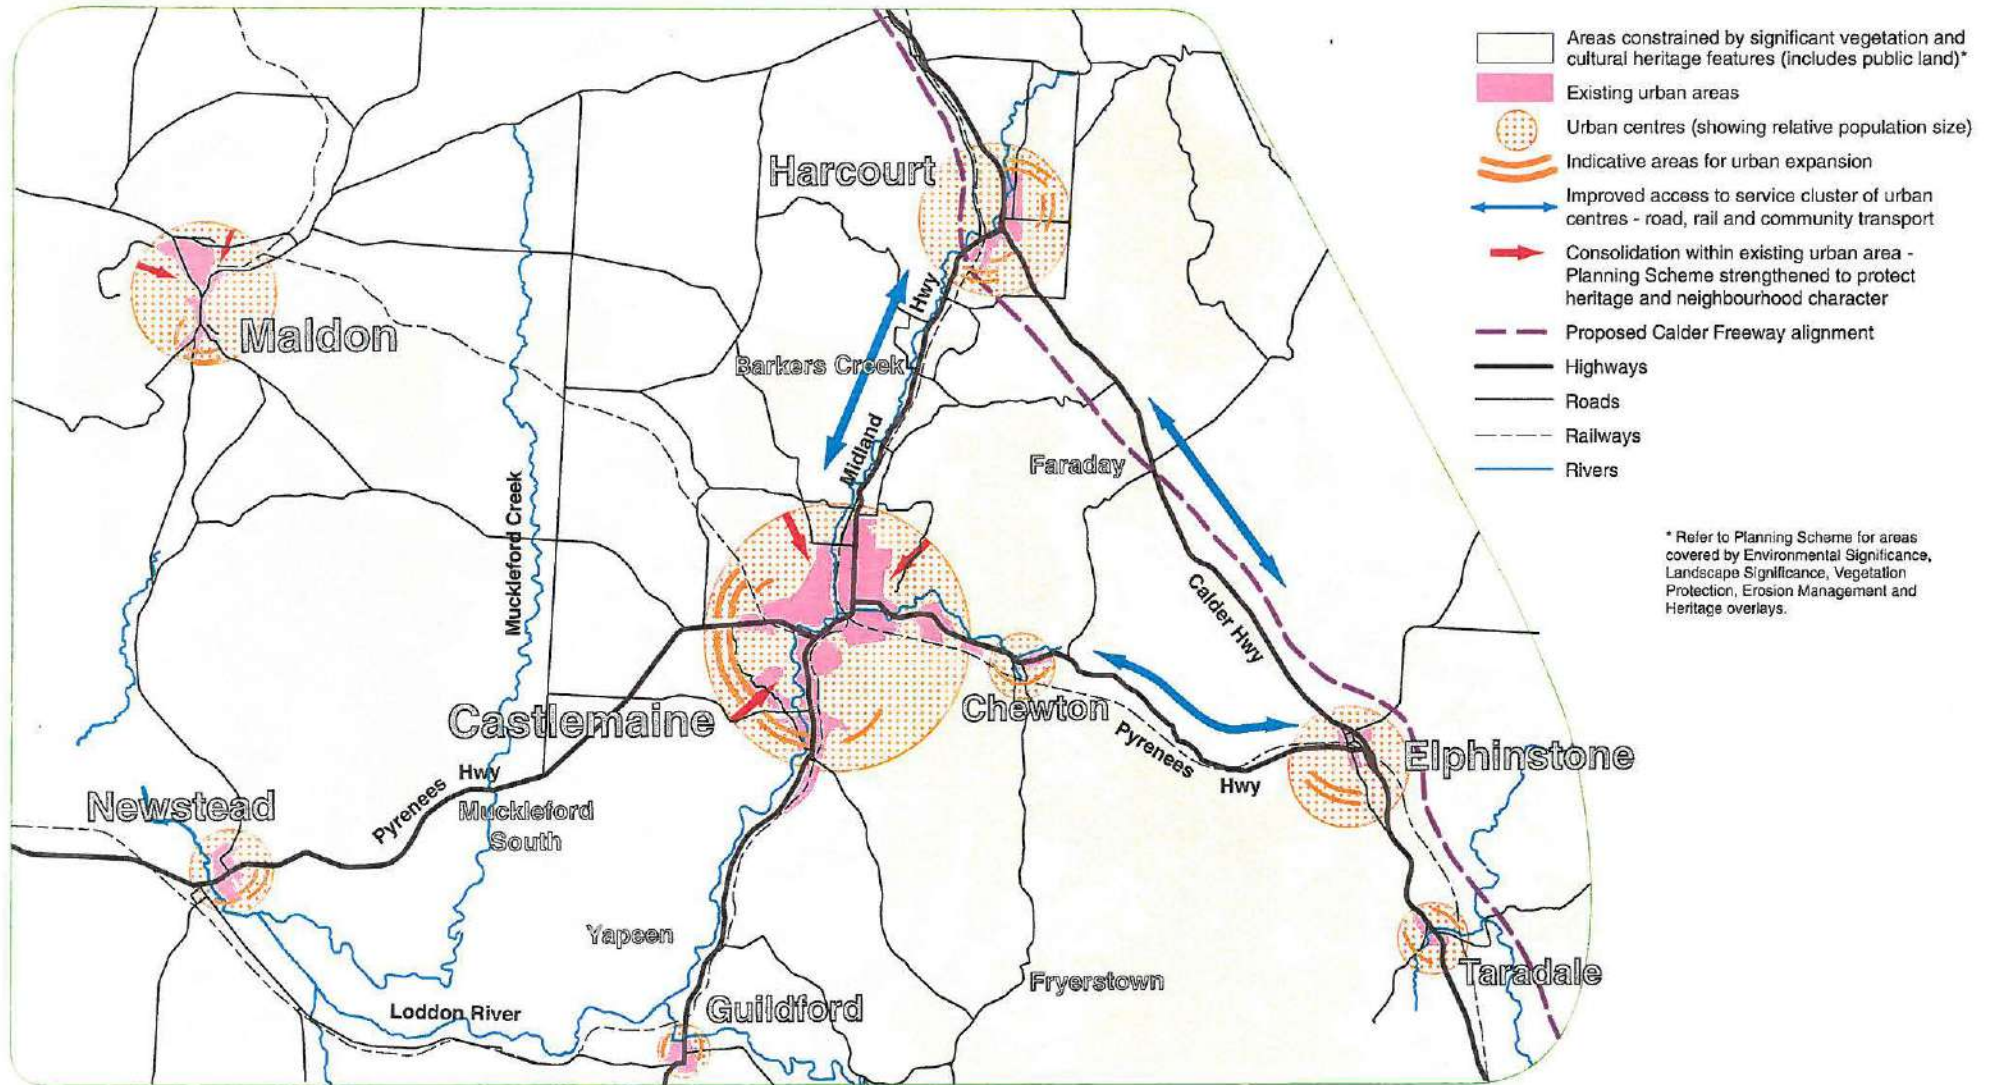 Harcourt
Maldon
Hwy
Barkers Creek
Midland
Faraday
Muckleford Creek
Calder Hwy
Castlemaine
Chewton
Pyrenees
Hwy
Elphinstone
Newstead
Pyrenees
Hwy
Muckleford
South
Yapeen
Fryerstown
Taradale
Guildford
Loddon River
Areas constrained by significant vegetation and
cultural heritage features (includes public land)*
Existing urban areas
Urban centres (showing relative population size)
Indicative areas for urban expansion
Improved access to service cluster of urban
centres - road, rail and community transport
Consolidation within existing urban area -
Planning Scheme strengthened to protect
heritage and neighbourhood character
Proposed Calder Freeway alignment
Highways
Roads
Railways
Rivers
* Refer to Planning Scheme for areas
covered by Environmental Significance,
Landscape Significance, Vegetation
Protection, Erosion Management and
Heritage overlays.